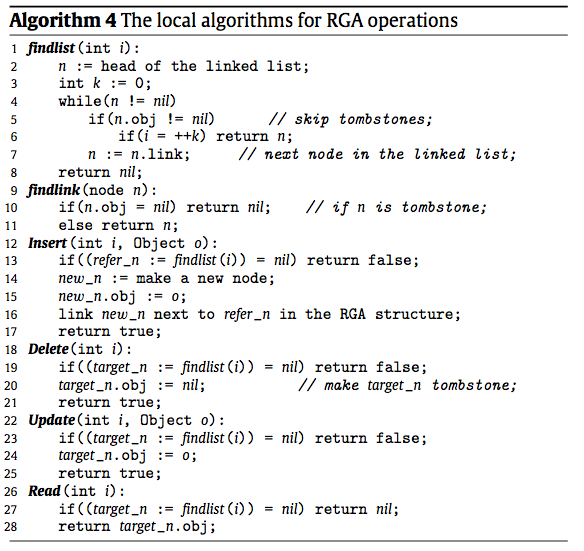 Algorithm 4 The local algorithms for RGA operations
1 findlist(int i):
2 n := head of the linked list;
3 int k := 0;
4 while(n != nil)
5 if(n.obj != nil) // skip tombstones;
6 if(i = ++k) return n;
7 n := n.link; // next node in the linked list;
8 return nil;
9 findlink(node n):
10 if(n.obj = nil) return nil; // if n is tombstone;
11 else return n;
12 Insert(int i, Object o):
13 if((refer_n := findlist(i)) = nil) return false;
14 new_n := make a new node;
15 new_n.obj := o;
16 link new_n next to refer_n in the RGA structure;
17 return true;
18 Delete(int i):
19 if((target_n := findlist(i)) = nil) return false;
20 target_n.obj := nil; // make target_n tombstone;
21 return true;
22 Update(int i, Object o):
23 if((target_n := findlist(i)) = nil) return false;
24 target_n.obj := o;
25 return true;
26 Read(int i):
27 if((target_n := findlist(i)) = nil) return nil;
28 return target_n.obj;